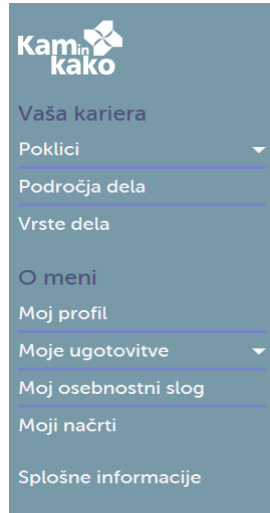 Kam in
kako
Vaša kariera
Poklici
Področja dela
Vrste dela
O meni
Moj profil
Moje ugotovitve
Moj osebnostni slog
Moji načrti
Splošne informacije